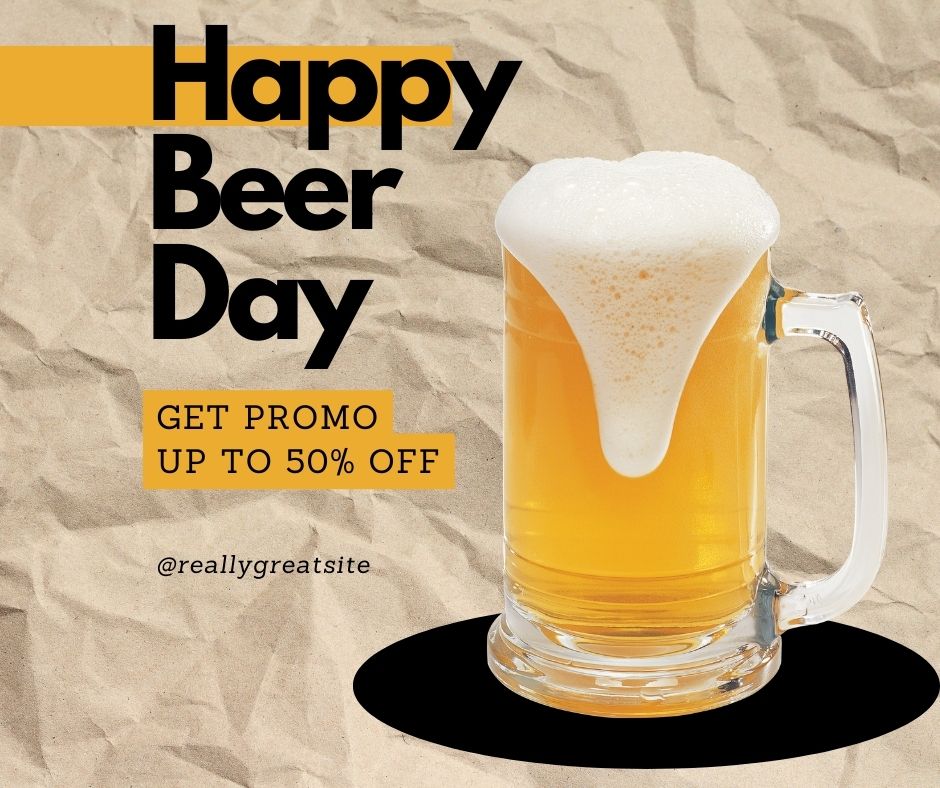 Happy
Beer
Day
GET PROMO
UP TO 50% OFF
@reallygreatsite